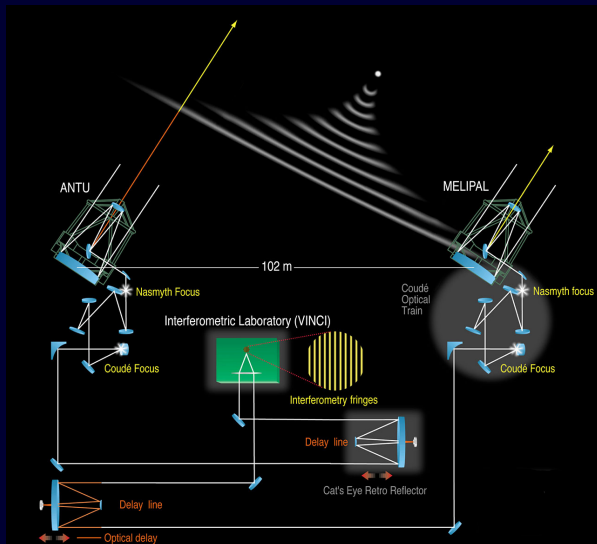 ANTU
MELIPAL
102 m
Nasmyth Focus
Coudé
Optical
Train
Nasmyth focus
Interferometric Laboratory (VINCI)
Coudé Focus
Coudé Focus
Interferometry fringes
Delay line
Cat's Eye Retro Reflector
Delay line
Optical delay